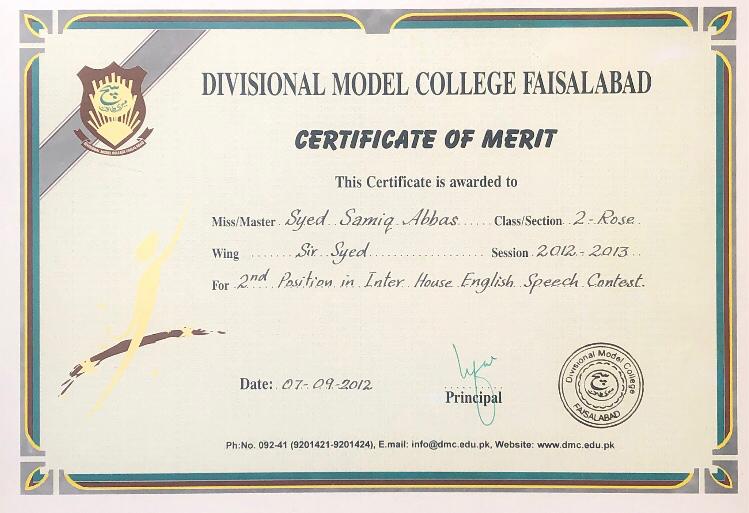 DIVISIONAL MODEL COLLEGE FAISALABAD
CERTIFICATE OF MERIT
This Certificate is awarded to
Miss/Master Syed Samiq Abbas Class/Section 2-Rose
Wing Sir Syed Session 2012-2013
For 2nd Position in Inter House English Speech Contest.
Date: 07-09-2012
Principal
Divisional Model College
FAISALABAD
Ph:No. 092-41 (9201421-9201424), E.mail: info@dmc.edu.pk, Website: www.dmc.edu.pk